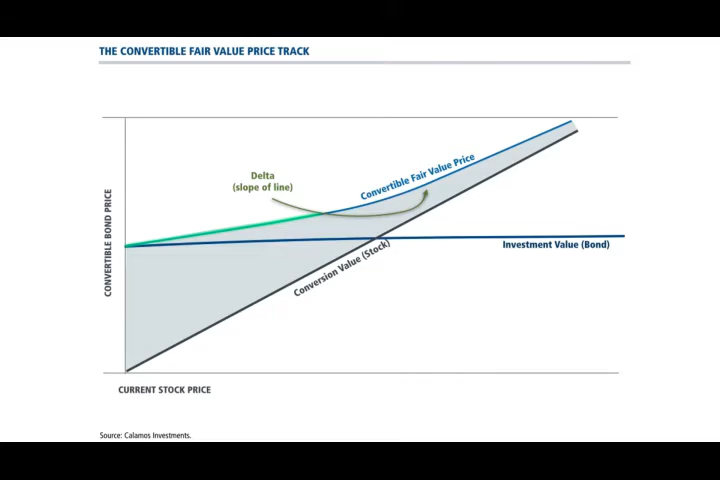 THE CONVERTIBLE FAIR VALUE PRICE TRACK
Delta
(slope of line)
Convertible Fair Value Price
CONVERTIBLE BOND PRICE
Investment Value (Bond)
Conversion Value (Stock)
CURRENT STOCK PRICE
Source: Calamos Investments.